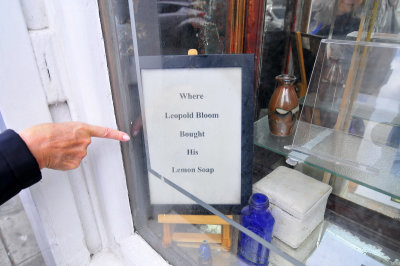 Where
Leopold Bloom
Bought
His
Lemon Soap